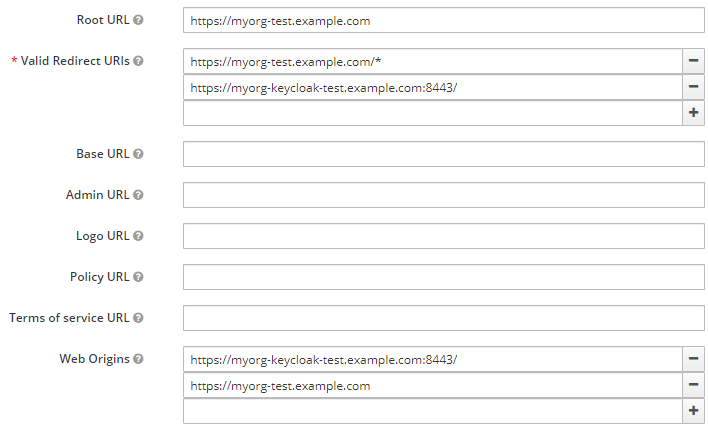 Root URL https://myorg-test.example.com
* Valid Redirect URIs https://myorg-test.example.com/*
https://myorg-keycloak-test.example.com:8443/
Base URL
Admin URL
Logo URL
Policy URL
Terms of service URL
Web Origins https://myorg-keycloak-test.example.com:8443/
https://myorg-test.example.com